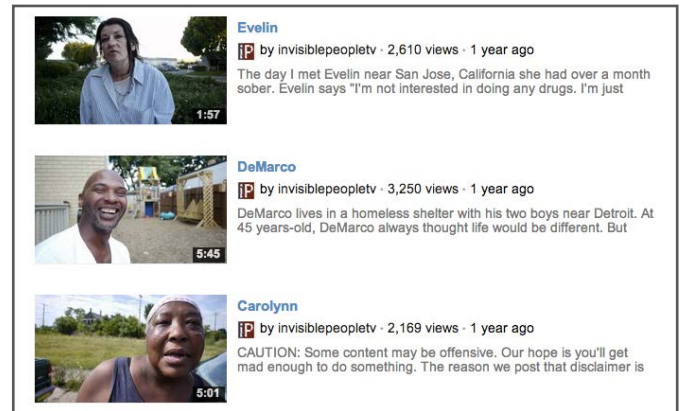 Evelin
iP by invisiblepeopletv · 2,610 views · 1 year ago
The day I met Evelin near San Jose, California she had over a month
sober. Evelin says "I'm not interested in doing any drugs. I'm just
1:57
DeMarco
iP by invisiblepeopletv · 3,250 views · 1 year ago
DeMarco lives in a homeless shelter with his two boys near Detroit. At
45 years-old, DeMarco always thought life would be different. But
5:45
Carolynn
iP by invisiblepeopletv · 2,169 views · 1 year ago
CAUTION: Some content may be offensive. Our hope is you'll get
mad enough to do something. The reason we post that disclaimer is
5:01